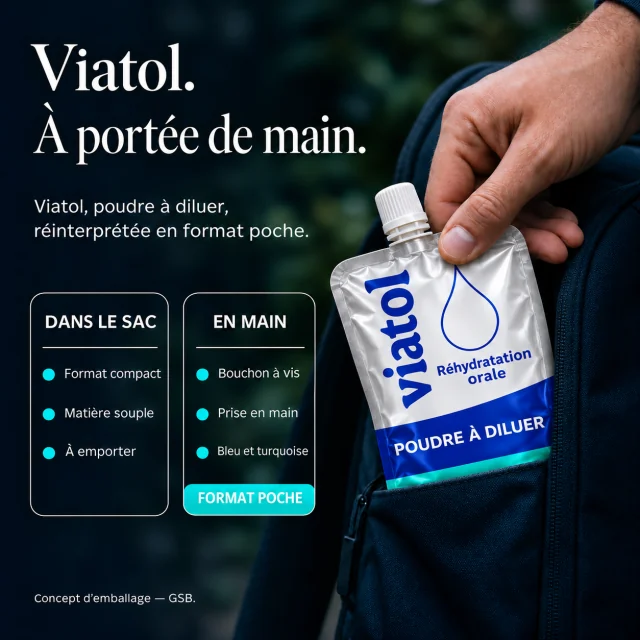 Viatol.
À portée de main.
Viatol, poudre à diluer,
réinterprétée en format poche.
DANS LE SAC
Format compact
Matière souple
À emporter
EN MAIN
Bouchon à vis
Prise en main
Bleu et turquoise
FORMAT POCHE
viatol
Réhydratation
orale
POUDRE À DILUER
Concept d'emballage — GSB.